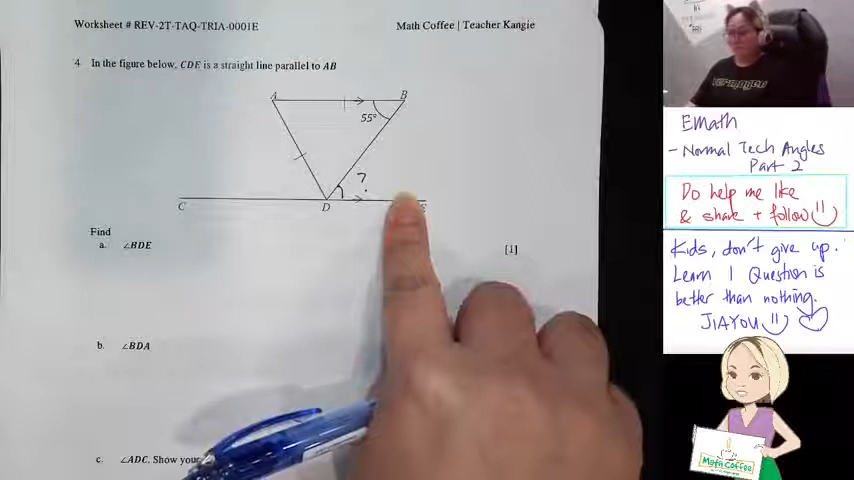 Worksheet # REV-2T-TAQ-TRIA-0001E
Math Coffee | Teacher Kangie
4 In the figure below, CDE is a straight line parallel to AB
A
B
55°
?
C
D
E
Find
a. ∠BDE
[1]
b. ∠BDA
c. ∠ADC. Show your
vermogen
EMath
- Normal Tech Angles
Part 2
Do help me like
& share + follow
Kids, don't give up.
Learn 1 Question is
better than nothing.
JIAYOU
Math Coffee